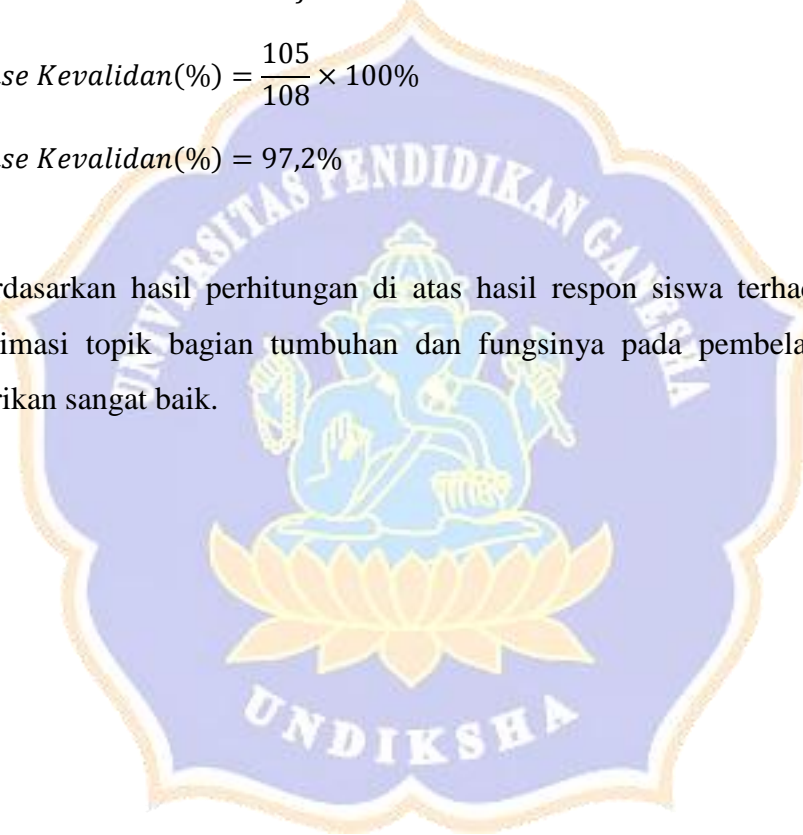 se Kevalidan(%) = 105/108 × 100%
se Kevalidan(%) = 97,2%
UNIVERSITAS PENDIDIKAN GANESHA
rdasarkan hasil perhitungan di atas hasil respon siswa terhad
imasi topik bagian tumbuhan dan fungsinya pada pembela
rikan sangat baik.
UNDIKSHA